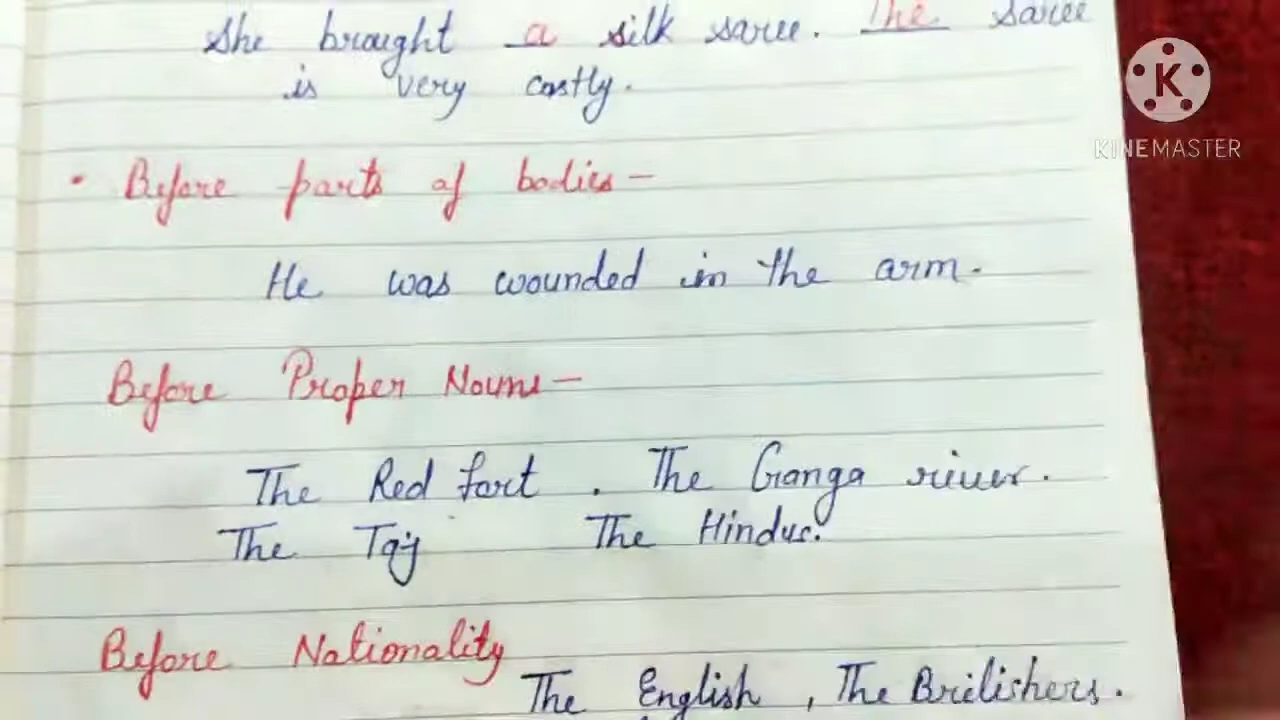 She brought a silk saree. The saree
is very costly.
• Before parts of bodies -
He was wounded in the arm.
Before Proper Nouns -
The Red fort . The Ganga river.
The Taj The Hindus.
Before Nationality
The English , The Britishers.
K
KINEMASTER